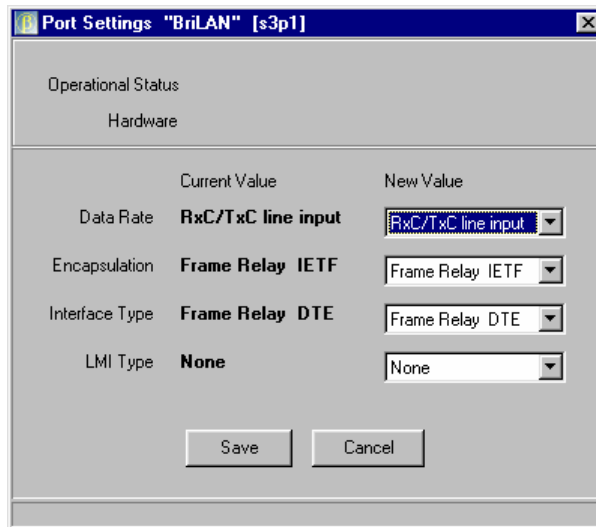 β Port Settings "BriLAN" [s3p1]
Operational Status
Hardware
Current Value New Value
Data Rate RxC/TxC line input RxC/TxC line input
Encapsulation Frame Relay IETF Frame Relay IETF
Interface Type Frame Relay DTE Frame Relay DTE
LMI Type None None
Save Cancel